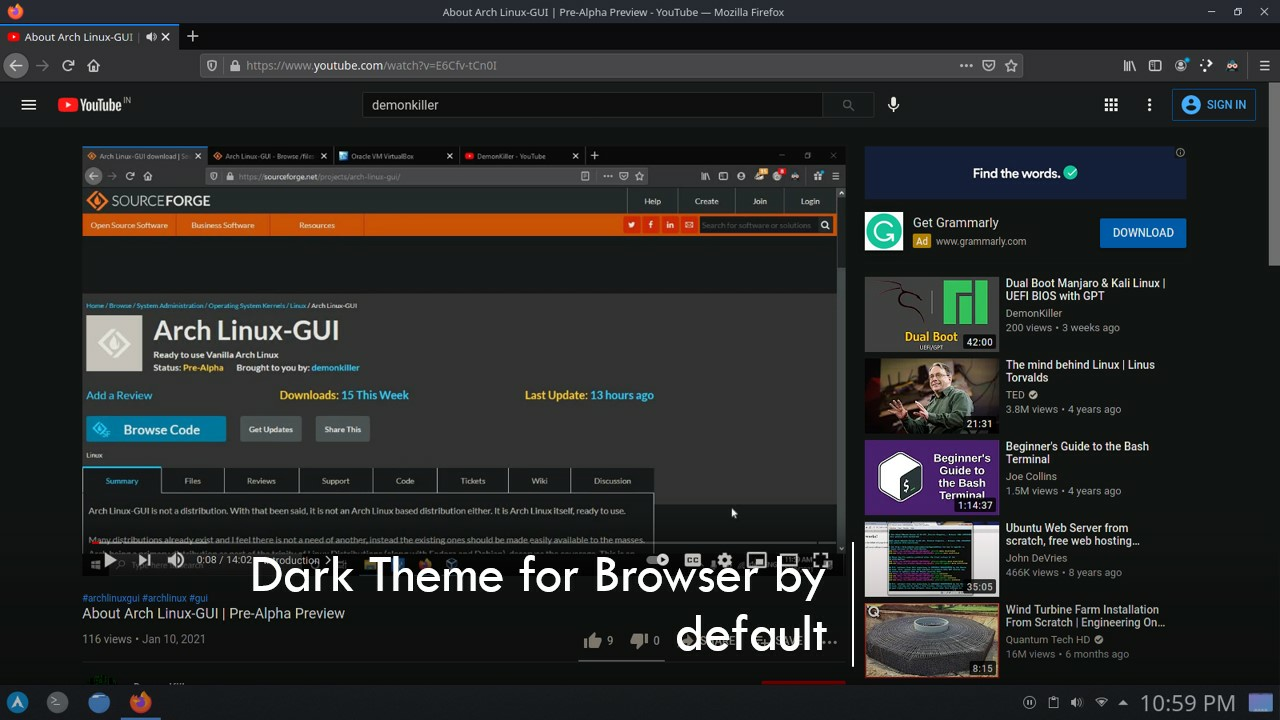 About Arch Linux-GUI | Pre-Alpha Preview - YouTube — Mozilla Firefox
About Arch Linux-GUI |
https://www.youtube.com/watch?v=E6Cfv-tCn0I
YouTube IN
demonkiller
SIGN IN
Arch Linux-GUI download | Si
Arch Linux-GUI - Browse /files
Oracle VM VirtualBox
DemonKiller - YouTube
https://sourceforge.net/projects/arch-linux-gui/
SOURCEFORGE
Help
Create
Join
Login
Open Source Software
Business Software
Resources
Search for software or solutions
Home / Browse / System Administration / Operating System Kernels / Linux / Arch Linux-GUI
Arch Linux-GUI
Ready to use Vanilla Arch Linux
Status: Pre-Alpha
Brought to you by: demonkiller
Add a Review
Downloads: 15 This Week
Last Update: 13 hours ago
Browse Code
Get Updates
Share This
Linux
Summary
Files
Reviews
Support
Code
Tickets
Wiki
Discussion
Arch Linux-GUI is not a distribution. With that been said, it is not an Arch Linux based distribution either. It is Arch Linux itself, ready to use.
Many distributions already exist and I feel there is not a need of another, instead the existing ones should be made easily available to the masses.
Dark Theme for Browser by
default
#archlinuxgui #archlinux #gui
About Arch Linux-GUI | Pre-Alpha Preview
116 views • Jan 10, 2021
9
0
Find the words.
Get Grammarly
Ad www.grammarly.com
DOWNLOAD
Dual Boot
UEFI/GPT
42:00
Dual Boot Manjaro & Kali Linux |
UEFI BIOS with GPT
DemonKiller
200 views • 3 weeks ago
21:31
The mind behind Linux | Linus
Torvalds
TED
3.8M views • 4 years ago
Beginner's
Guide to
the Bash
Terminal
1:14:37
Beginner's Guide to the Bash
Terminal
Joe Collins
1.5M views • 4 years ago
35:05
Ubuntu Web Server from
scratch, free web hosting...
John DeVries
466K views • 8 years ago
8:15
Wind Turbine Farm Installation
From Scratch | Engineering On...
Quantum Tech HD
16M views • 6 months ago
10:59 PM